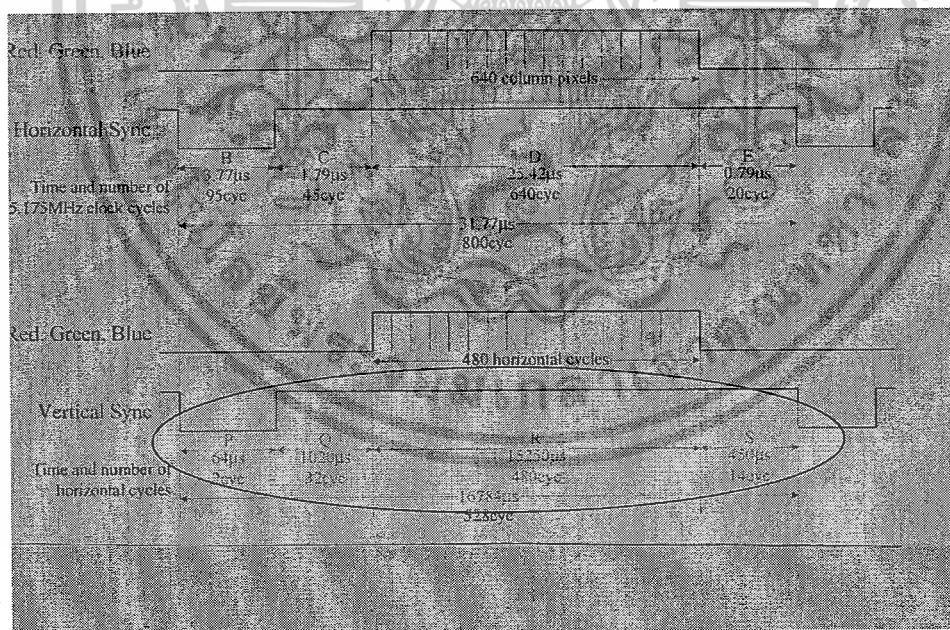 Red, Green, Blue
640 column pixels
Horizontal Sync
B C D E
3.77µs 1.79µs 25.42µs 0.79µs
Time and number of
5.175MHz clock cycles
95cyc 45cyc 640cyc 20cyc
31.77µs
800cyc
Red, Green, Blue
480 horizontal cycles
Vertical Sync
P Q R S
64µs 1020µs 15250µs 450µs
Time and number of
horizontal cycles
2cyc 32cyc 480cyc 14cyc
16784µs
528cyc